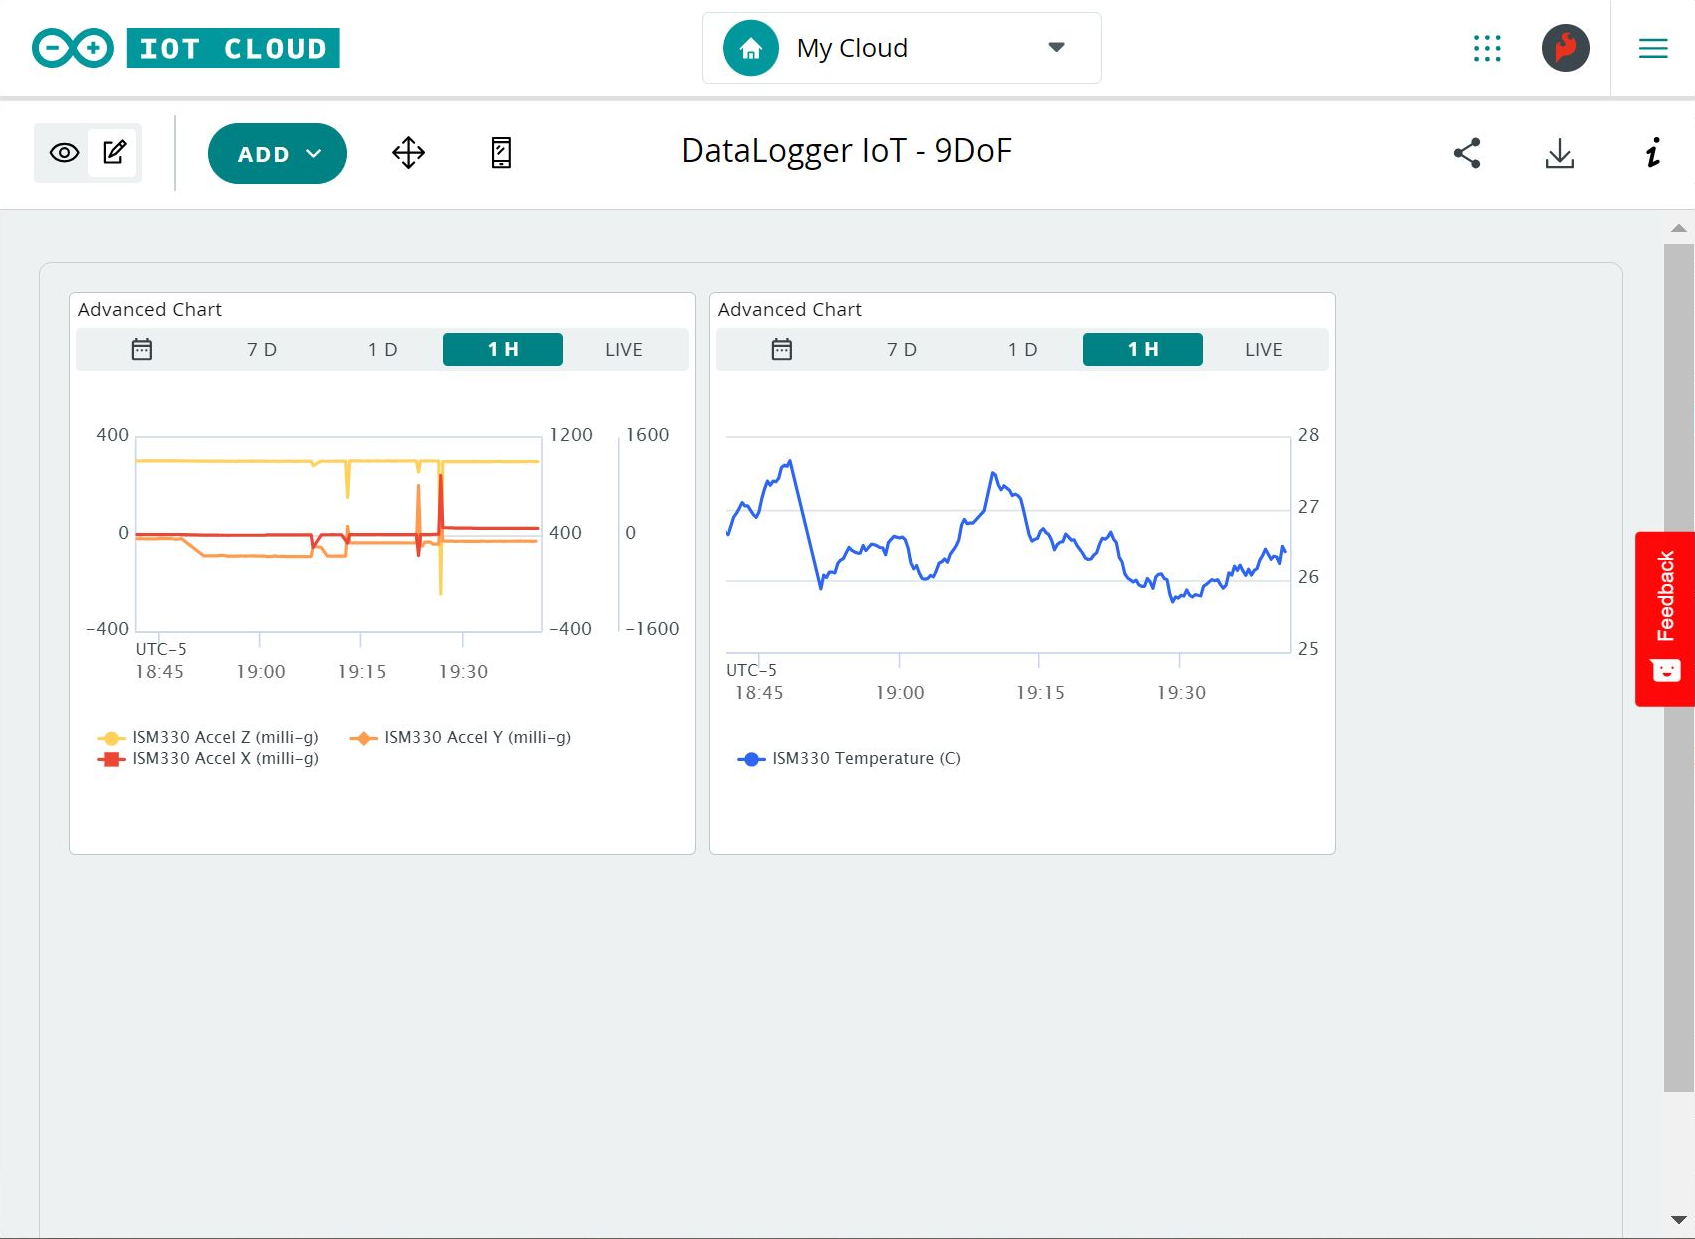 IOT CLOUD
My Cloud
ADD
DataLogger IoT - 9DoF
Advanced Chart
7 D 1 D 1 H LIVE
400 1200 1600
0 400 0
−400 −400 −1600
UTC−5
18:45 19:00 19:15 19:30
ISM330 Accel Z (milli-g) ISM330 Accel Y (milli-g)
ISM330 Accel X (milli-g)
Advanced Chart
7 D 1 D 1 H LIVE
28
27
26
25
UTC−5
18:45 19:00 19:15 19:30
ISM330 Temperature (C)
Feedback